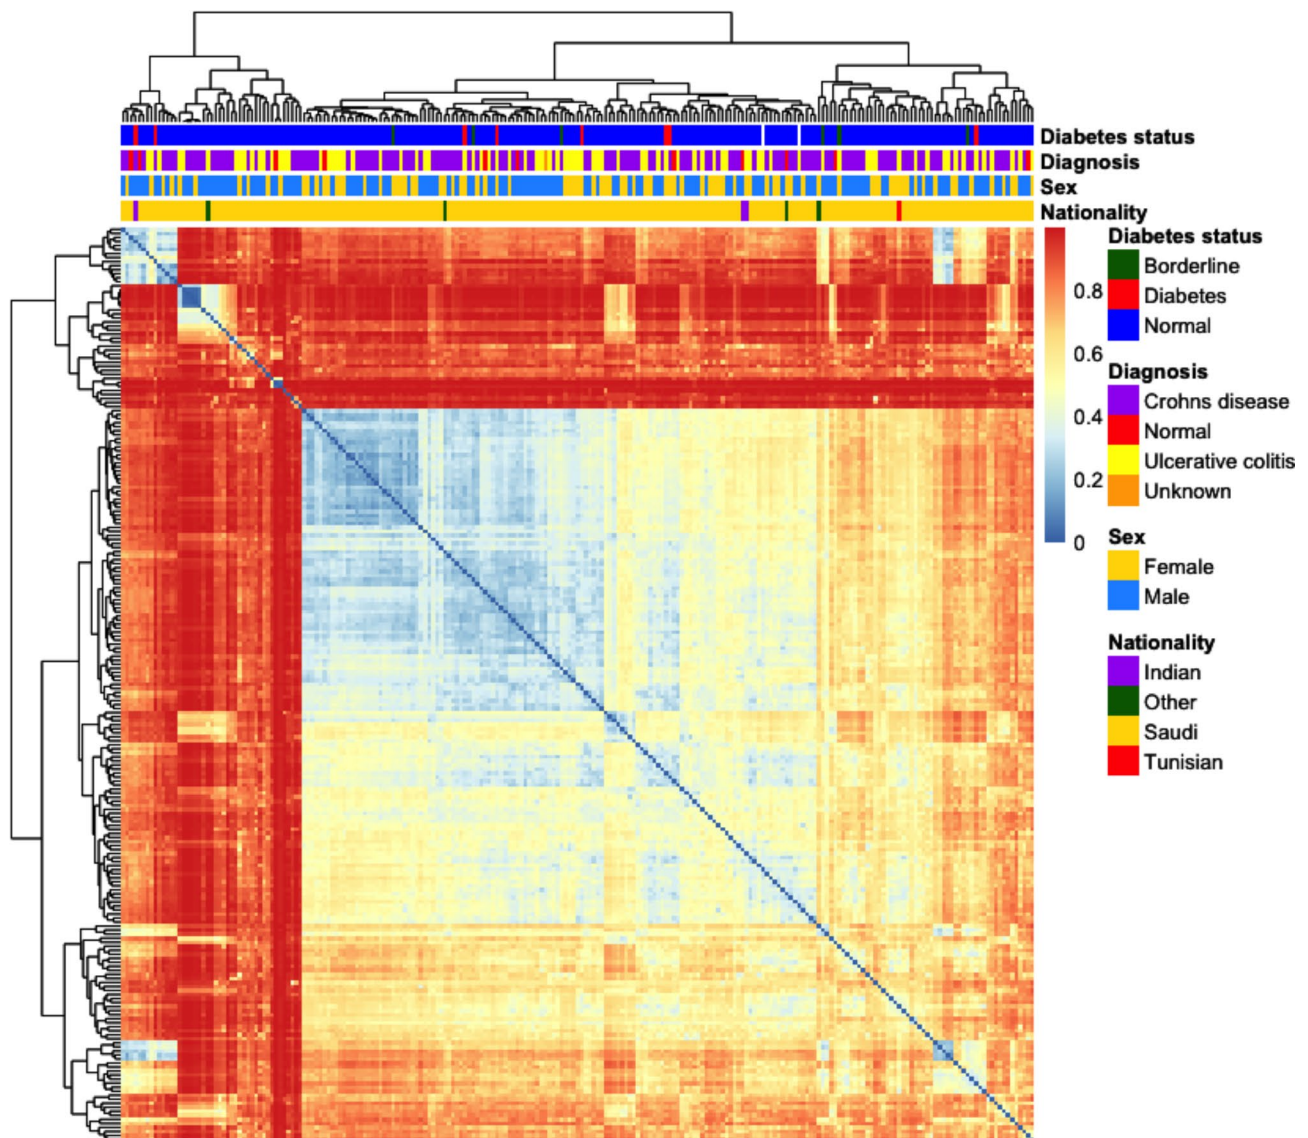 Diabetes status
Diagnosis
Sex
Nationality
0.8
0.6
0.4
0.2
0
Diabetes status
Borderline
Diabetes
Normal
Diagnosis
Crohns disease
Normal
Ulcerative colitis
Unknown
Sex
Female
Male
Nationality
Indian
Other
Saudi
Tunisian